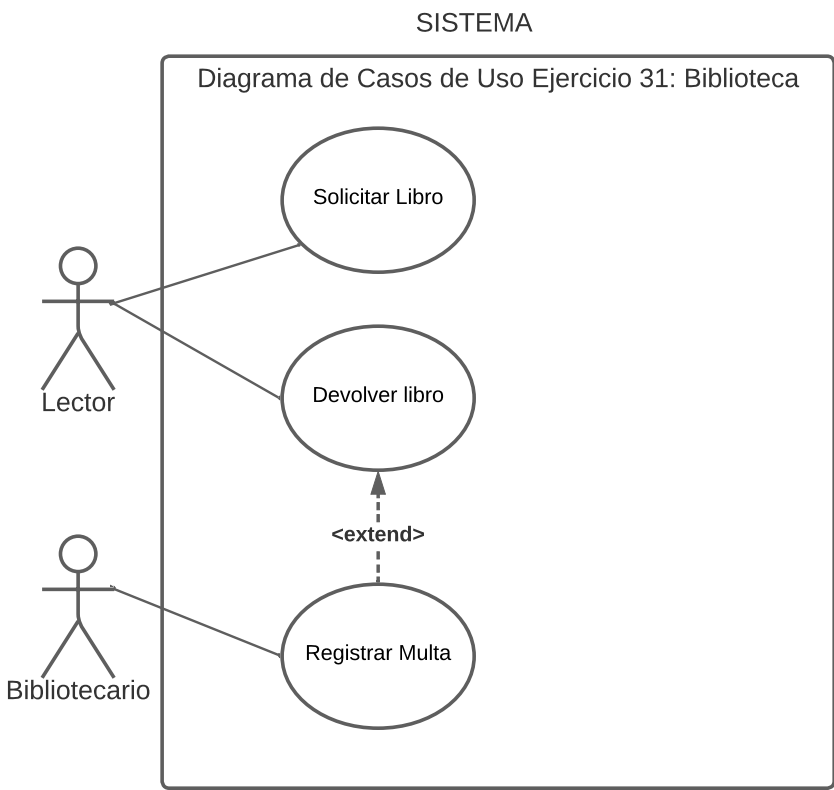 SISTEMA
Diagrama de Casos de Uso Ejercicio 31: Biblioteca
Solicitar Libro
Lector
Devolver libro
<extend>
Bibliotecario
Registrar Multa